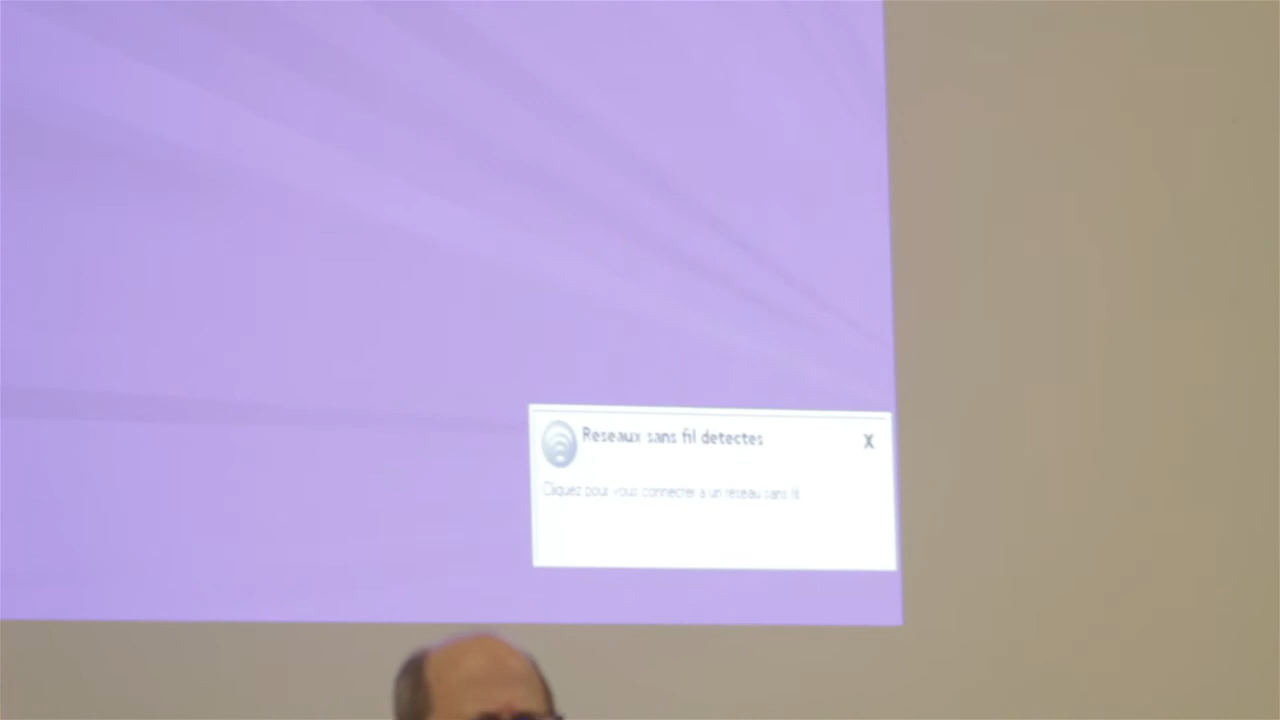 Reseaux sans fil detectes
X
Cliquez pour vous connecter a un reseau sans fil